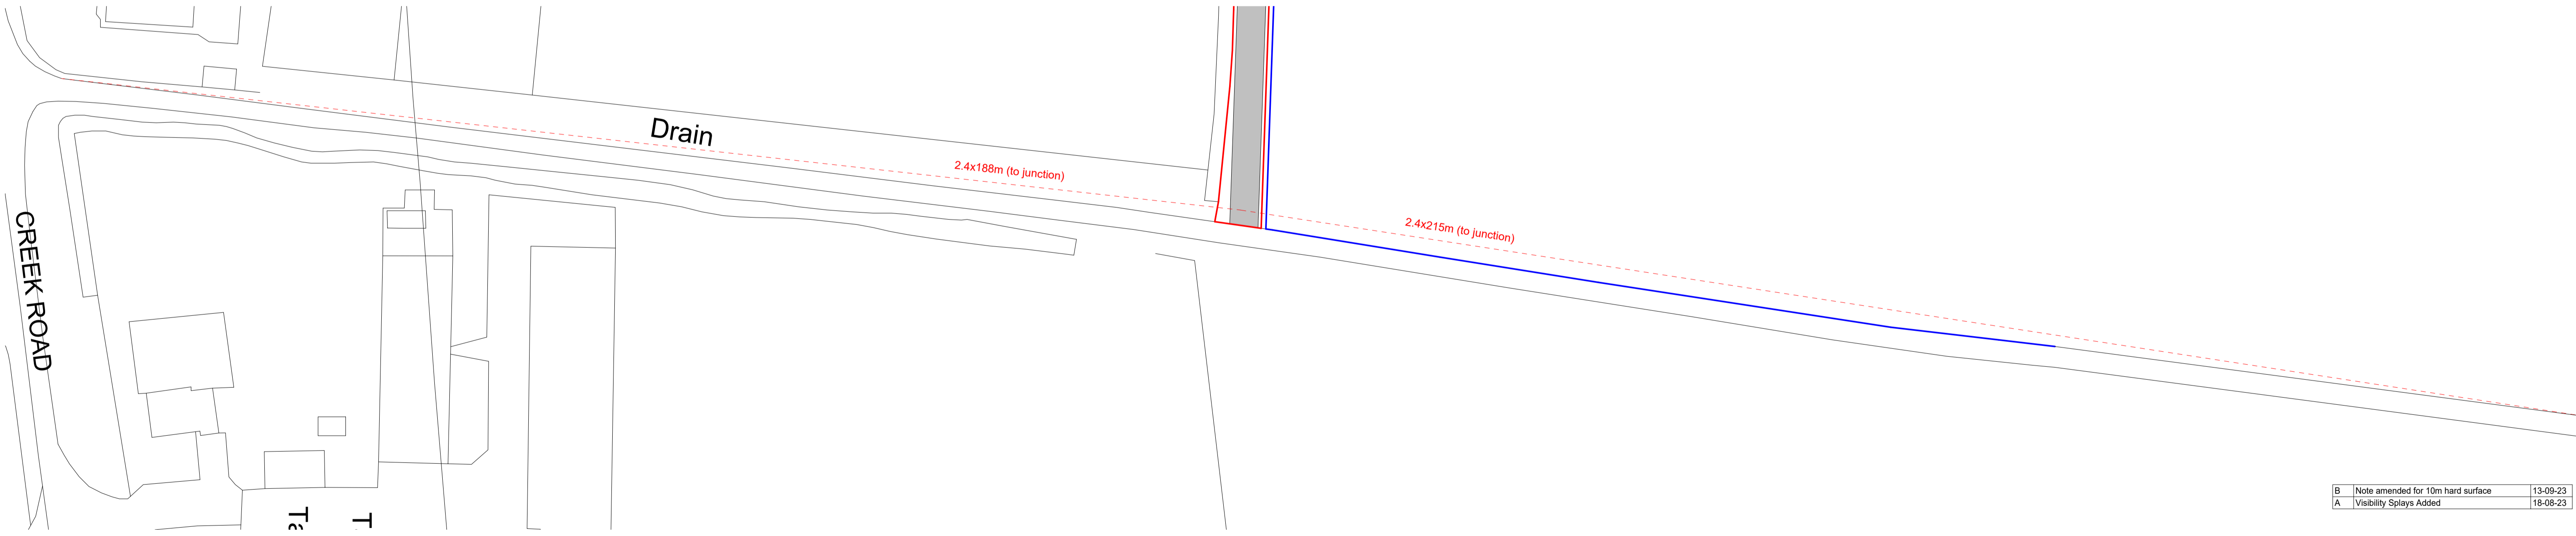 Drain
2.4x188m (to junction)
2.4x215m (to junction)
CREEK ROAD
B Note amended for 10m hard surface 13-09-23
A Visibility Splays Added 18-08-23